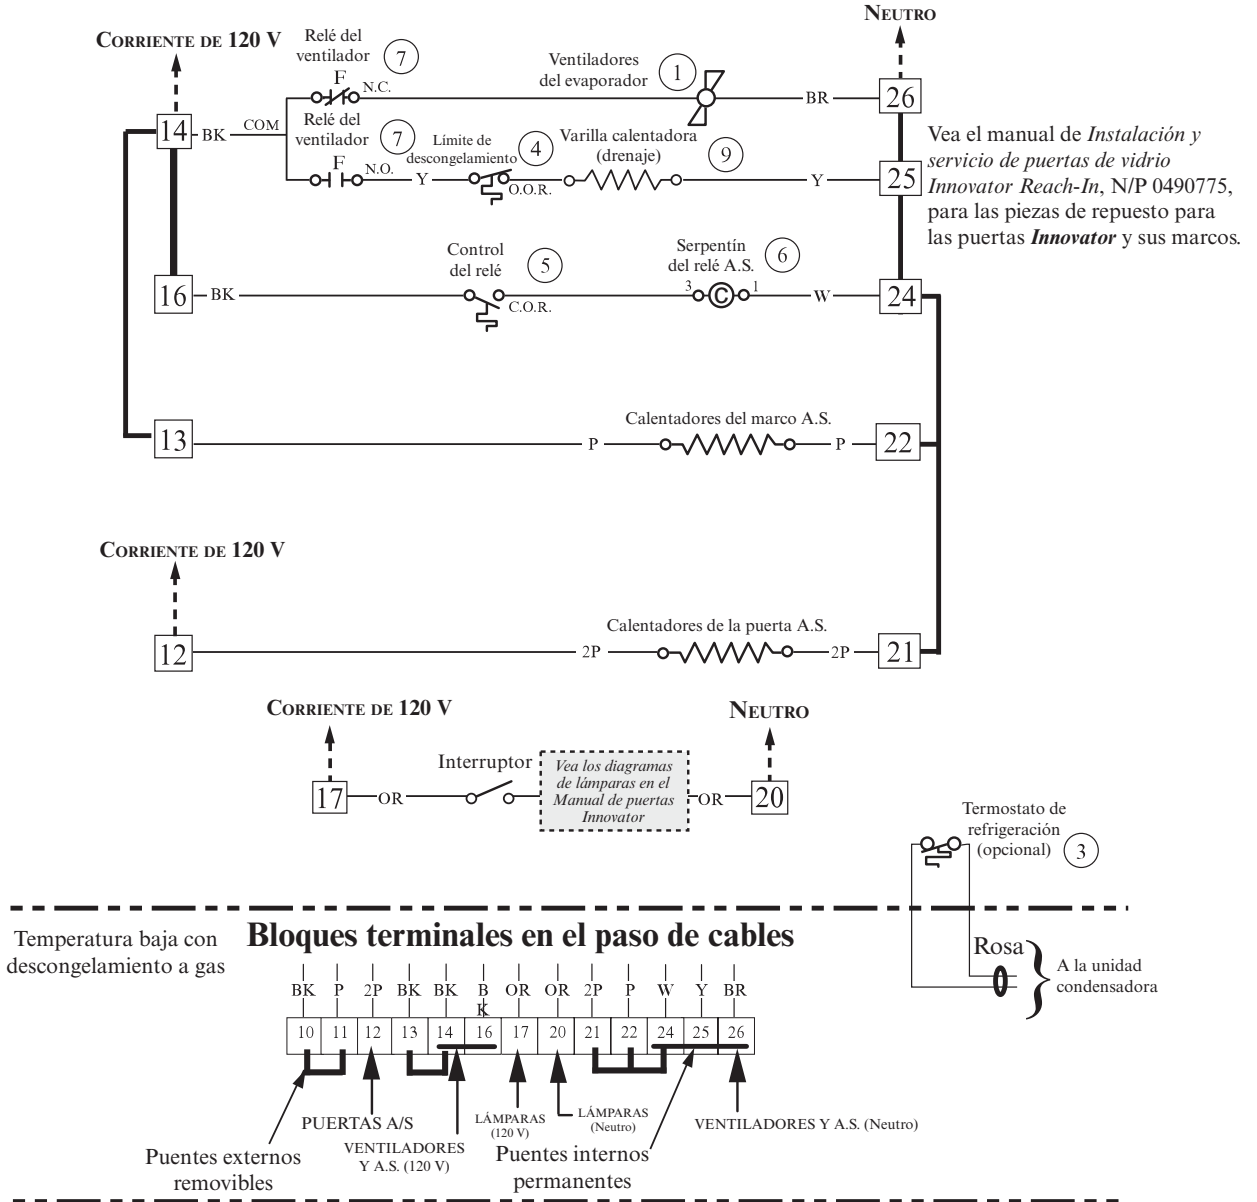 NEUTRO
CORRIENTE DE 120 V
Relé del
ventilador
7
F
N.C.
Ventiladores
del evaporador
1
BR
26
14
BK
COM
Relé del
ventilador
7
F
N.O.
Y
Límite de
descongelamiento
4
O.O.R.
Varilla calentadora
(drenaje)
9
Y
25
Vea el manual de Instalación y
servicio de puertas de vidrio
Innovator Reach-In, N/P 0490775,
para las piezas de repuesto para
las puertas Innovator y sus marcos.
16
BK
Control
del relé
5
C.O.R.
Serpentín
del relé A.S.
6
3
C
1
W
24
13
P
Calentadores del marco A.S.
P
22
CORRIENTE DE 120 V
12
2P
Calentadores de la puerta A.S.
2P
21
CORRIENTE DE 120 V
NEUTRO
17
OR
Interruptor
Vea los diagramas
de lámparas en el
Manual de puertas
Innovator
OR
20
Termostato de
refrigeración
(opcional)
3
Rosa
A la unidad
condensadora
Temperatura baja con
descongelamiento a gas
Bloques terminales en el paso de cables
BK P 2P BK BK BK OR OR 2P P W Y BR
10 11 12 13 14 16 17 20 21 22 24 25 26
PUERTAS A/S
VENTILADORES
Y A.S. (120 V)
LÁMPARAS
(120 V)
LÁMPARAS
(Neutro)
VENTILADORES Y A.S. (Neutro)
Puentes externos
removibles
Puentes internos
permanentes